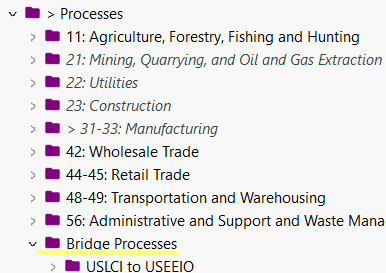 > Processes
11: Agriculture, Forestry, Fishing and Hunting
21: Mining, Quarrying, and Oil and Gas Extraction
22: Utilities
23: Construction
> 31-33: Manufacturing
42: Wholesale Trade
44-45: Retail Trade
48-49: Transportation and Warehousing
56: Administrative and Support and Waste Mana
Bridge Processes
USLCI to USEEIO